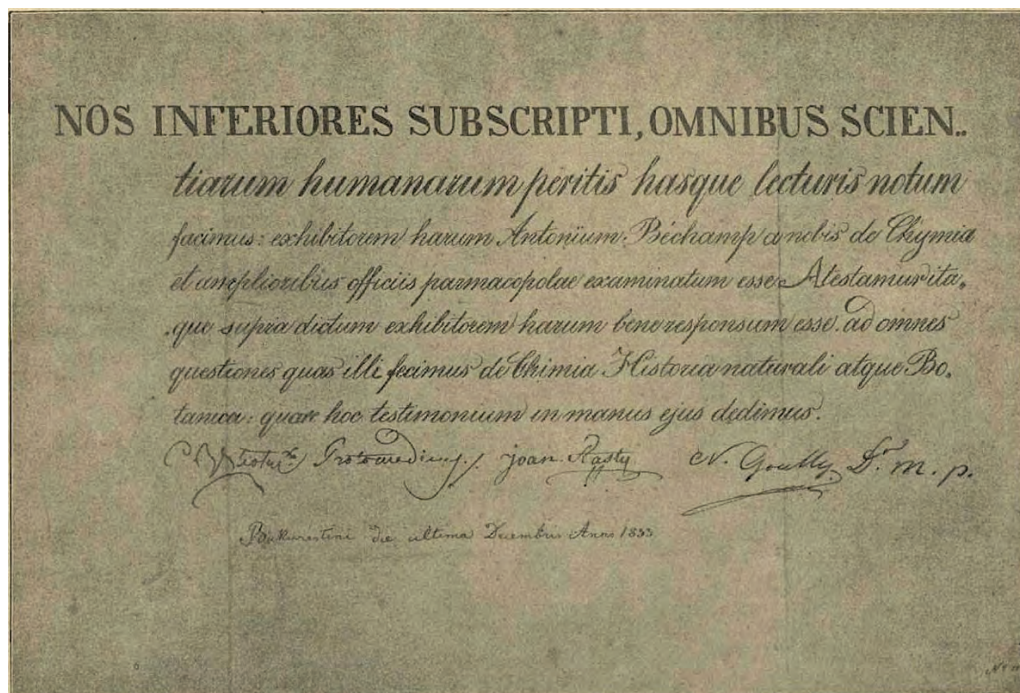 NOS INFERIORES SUBSCRIPTI, OMNIBUS SCIEN..
tiarum humanarum peritis hasque lecturis notum
facimus: exhibitorem harum Antonium Béchamp a nobis de Chymia
et amplioribus officiis parmacopolae examinatum esse Atestamur ita,
que supra dictum exhibitorem harum bene responsum esse. ad omnes
questiones quas illi fecimus de Chimia Historia naturali atque Bo,
tanica: quare hoc testimonium in manus ejus dedimus.
Protomedicus joan. Rasty N. Dr. m. p.
Bukurestini die ultima Decembris Anno 1833